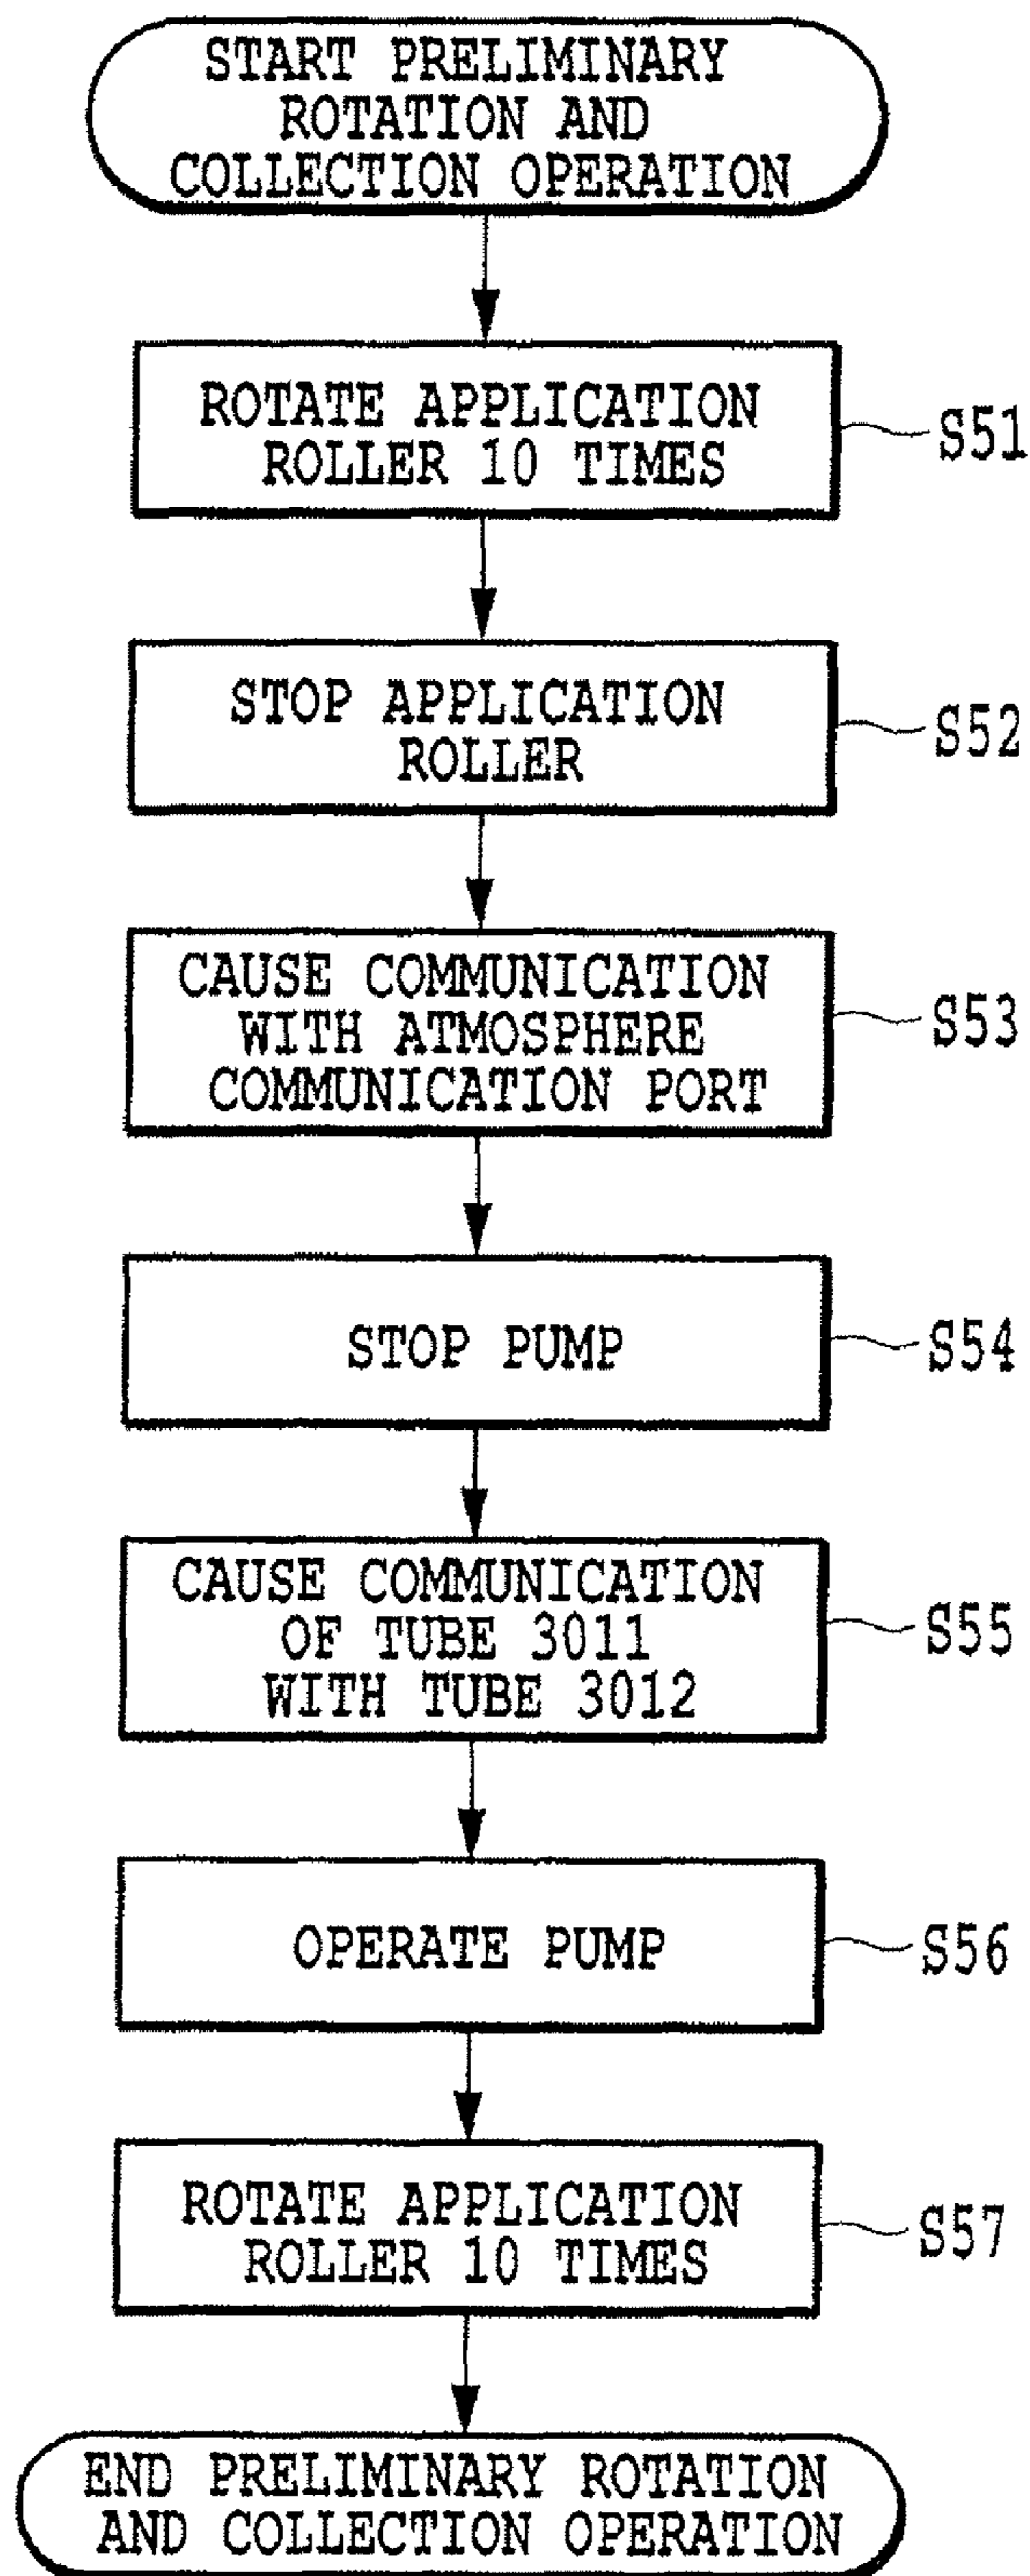 START PRELIMINARY
ROTATION AND
COLLECTION OPERATION
ROTATE APPLICATION
ROLLER 10 TIMES
S51
STOP APPLICATION
ROLLER
S52
CAUSE COMMUNICATION
WITH ATMOSPHERE
COMMUNICATION PORT
S53
STOP PUMP
S54
CAUSE COMMUNICATION
OF TUBE 3011
WITH TUBE 3012
S55
OPERATE PUMP
S56
ROTATE APPLICATION
ROLLER 10 TIMES
S57
END PRELIMINARY ROTATION
AND COLLECTION OPERATION